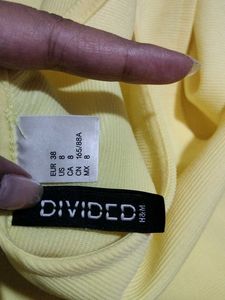 EUR 38
US 8
CA 8
CN 165/88A
MX 8
DIVIDED
H&M